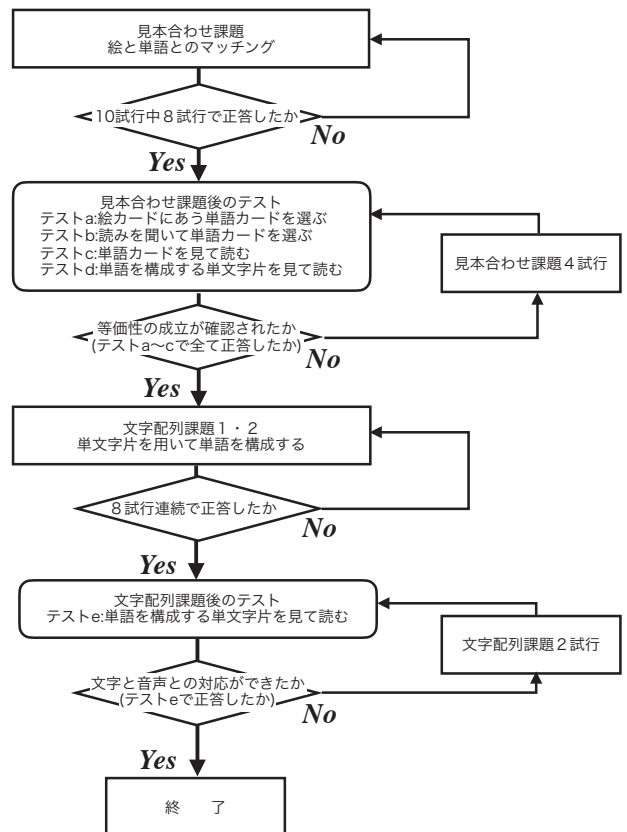 見本合わせ課題
絵と単語とのマッチング
10試行中８試行で正答したか
No
Yes
見本合わせ課題後のテスト
テストa:絵カードにあう単語カードを選ぶ
テストb:読みを聞いて単語カードを選ぶ
テストc:単語カードを見て読む
テストd:単語を構成する単文字片を見て読む
見本合わせ課題４試行
等価性の成立が確認されたか
(テストa〜cで全て正答したか)
No
Yes
文字配列課題１・２
単文字片を用いて単語を構成する
８試行連続で正答したか
No
Yes
文字配列課題後のテスト
テストe:単語を構成する単文字片を見て読む
文字配列課題２試行
文字と音声との対応ができたか
(テストeで正答したか)
No
Yes
終　了